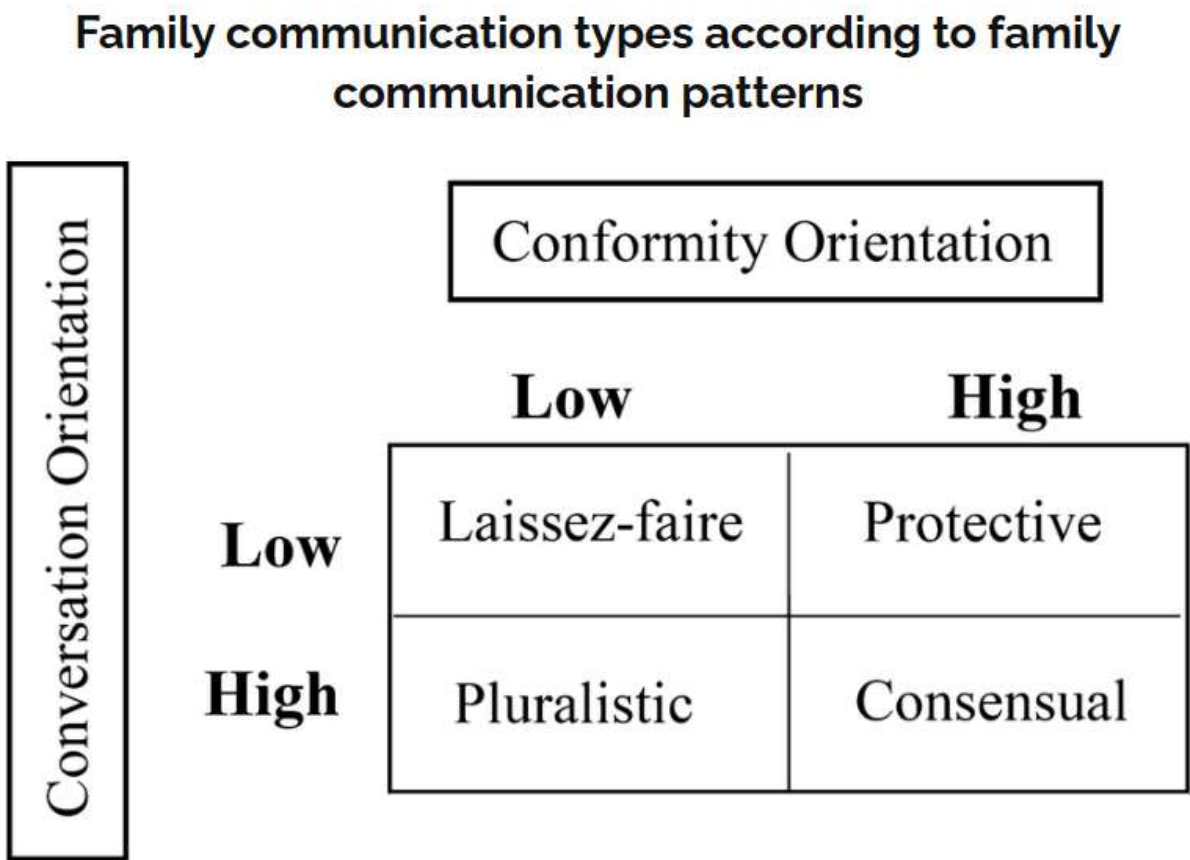 Family communication types according to family
communication patterns
Conversation Orientation
Conformity Orientation
Low High
Low Laissez-faire Protective
High Pluralistic Consensual